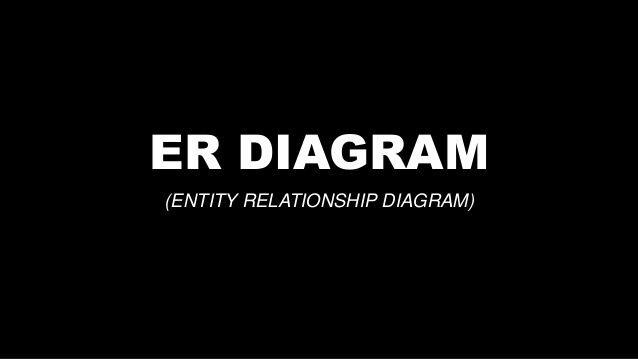 ER DIAGRAM
(ENTITY RELATIONSHIP DIAGRAM)